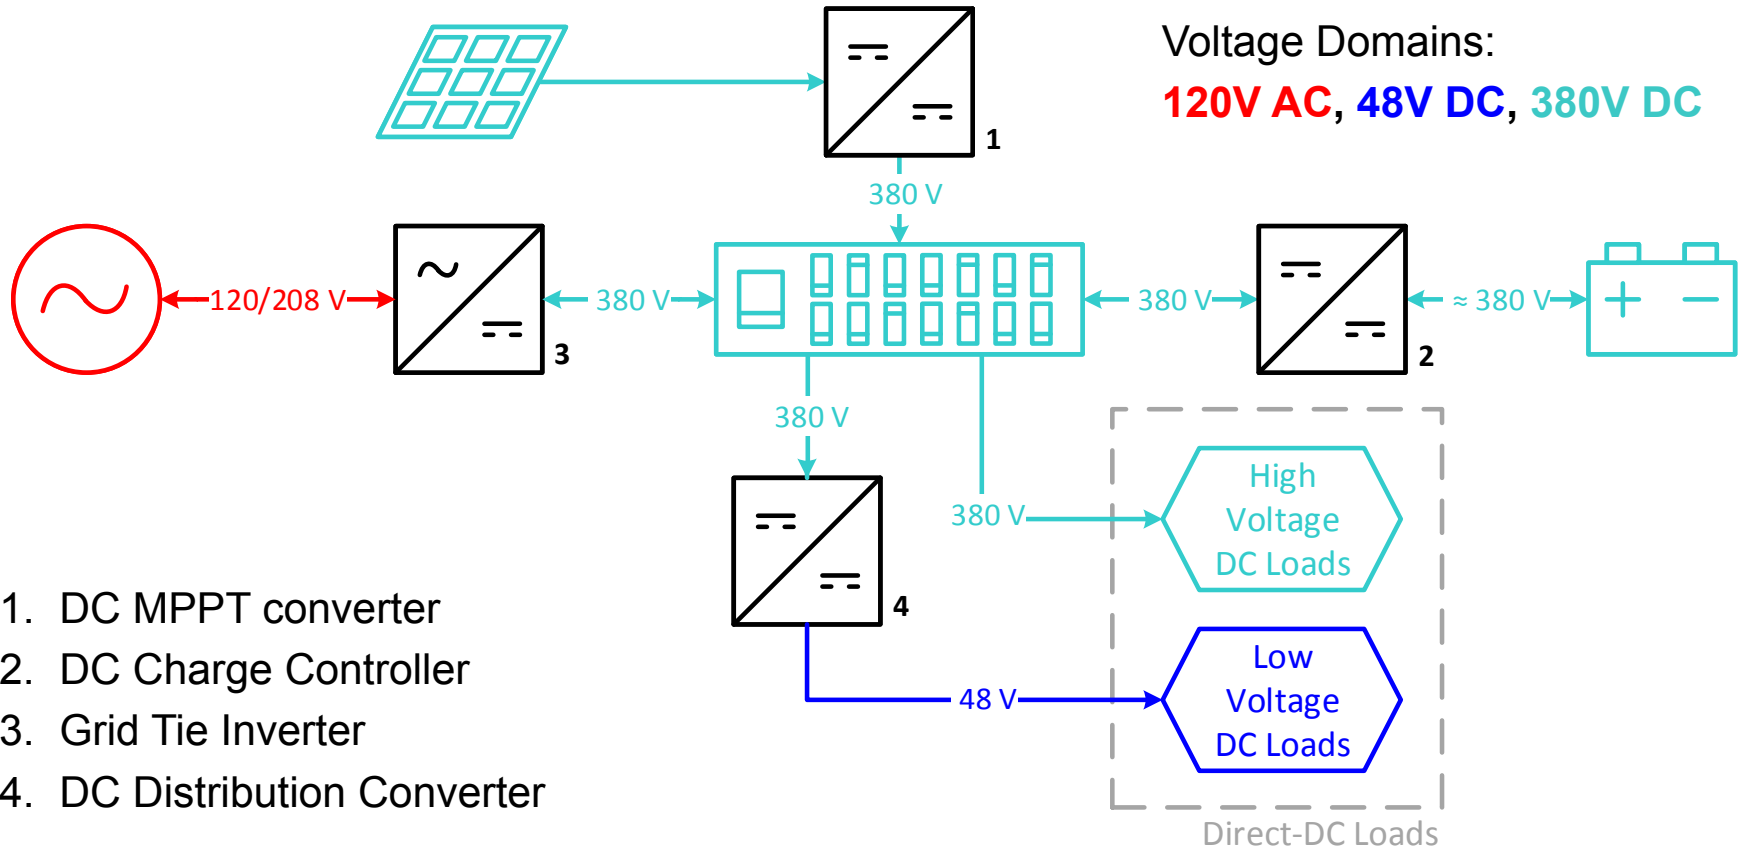 Voltage Domains:
120V AC, 48V DC, 380V DC
1
380 V
120/208 V
3
380 V
380 V
2
≈ 380 V
380 V
4
380 V
High
Voltage
DC Loads
48 V
Low
Voltage
DC Loads
Direct-DC Loads
1. DC MPPT converter
2. DC Charge Controller
3. Grid Tie Inverter
4. DC Distribution Converter